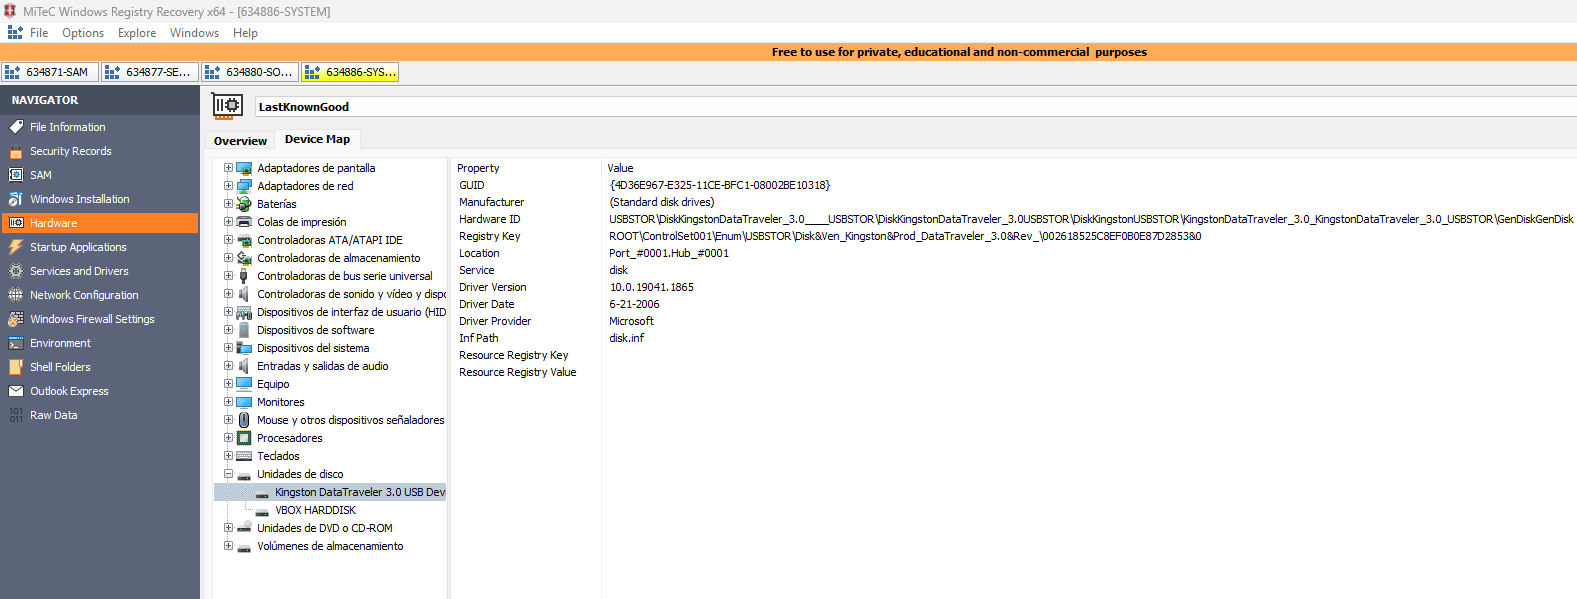 MiTeC Windows Registry Recovery x64 - [634886-SYSTEM]
File Options Explore Windows Help
Free to use for private, educational and non-commercial purposes
634871-SAM 634877-SE... 634880-SO... 634886-SYS...
NAVIGATOR
File Information
Security Records
SAM
Windows Installation
Hardware
Startup Applications
Services and Drivers
Network Configuration
Windows Firewall Settings
Environment
Shell Folders
Outlook Express
Raw Data
LastKnownGood
Overview Device Map
Adaptadores de pantalla
Adaptadores de red
Baterías
Colas de impresión
Controladoras ATA/ATAPI IDE
Controladoras de almacenamiento
Controladoras de bus serie universal
Controladoras de sonido y vídeo y dispo
Dispositivos de interfaz de usuario (HID
Dispositivos de software
Dispositivos del sistema
Entradas y salidas de audio
Equipo
Monitores
Mouse y otros dispositivos señaladores
Procesadores
Teclados
Unidades de disco
Kingston DataTraveler 3.0 USB Dev
VBOX HARDDISK
Unidades de DVD o CD-ROM
Volúmenes de almacenamiento
Property Value
GUID {4D36E967-E325-11CE-BFC1-08002BE10318}
Manufacturer (Standard disk drives)
Hardware ID USBSTOR\DiskKingstonDataTraveler_3.0____USBSTOR\DiskKingstonDataTraveler_3.0USBSTOR\DiskKingstonUSBSTOR\KingstonDataTraveler_3.0_KingstonDataTraveler_3.0_USBSTOR\GenDiskGenDisk
Registry Key ROOT\ControlSet001\Enum\USBSTOR\Disk&Ven_Kingston&Prod_DataTraveler_3.0&Rev_\002618525C8EF0B0E87D2853&0
Location Port_#0001.Hub_#0001
Service disk
Driver Version 10.0.19041.1865
Driver Date 6-21-2006
Driver Provider Microsoft
Inf Path disk.inf
Resource Registry Key
Resource Registry Value